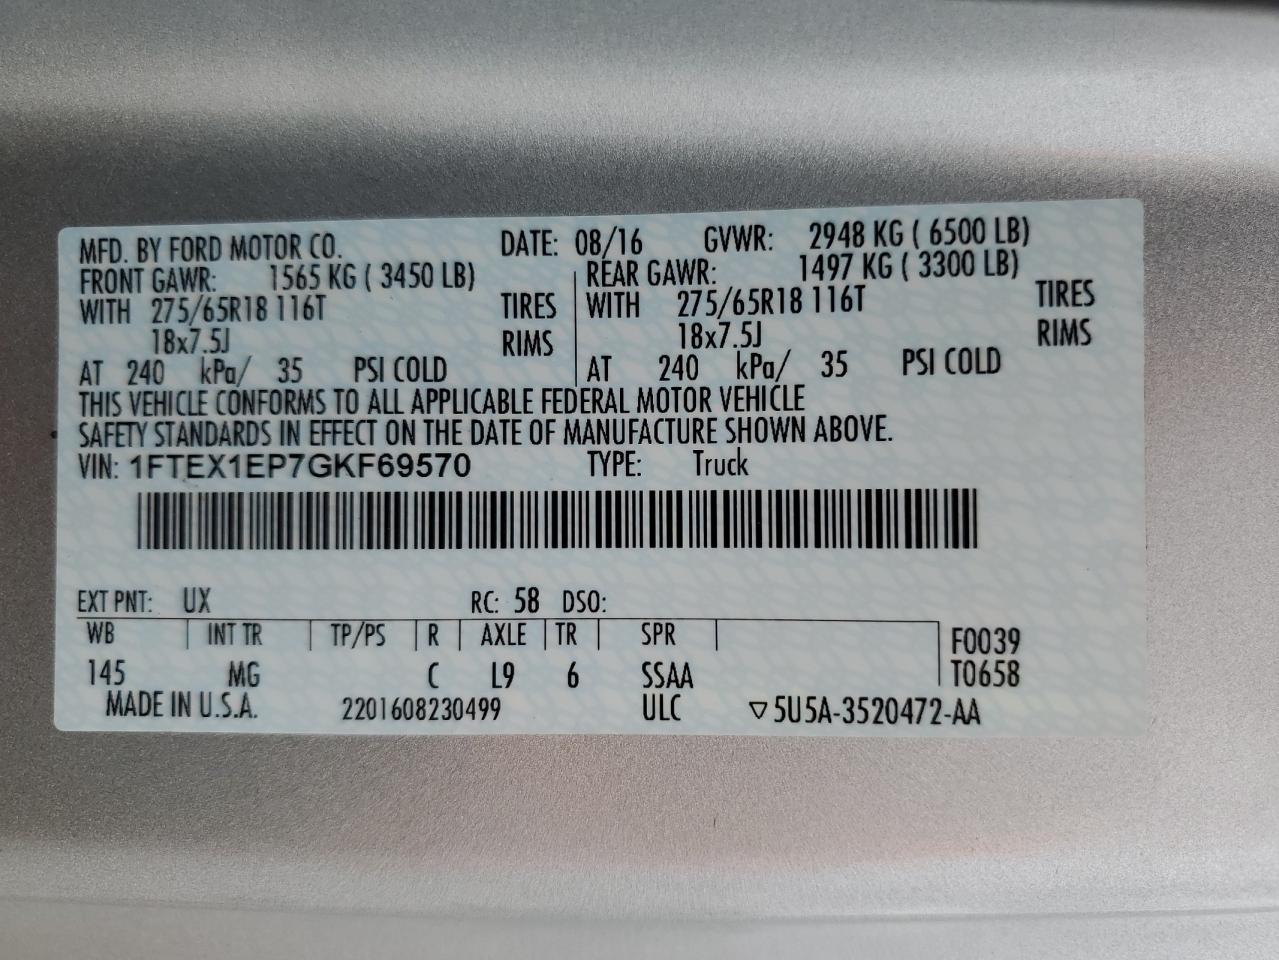 MFD. BY FORD MOTOR CO. DATE: 08/16 GVWR: 2948 KG ( 6500 LB)
FRONT GAWR: 1565 KG ( 3450 LB) REAR GAWR: 1497 KG ( 3300 LB)
WITH 275/65R18 116T TIRES WITH 275/65R18 116T TIRES
18x7.5J RIMS 18x7.5J RIMS
AT 240 kPa/ 35 PSI COLD AT 240 kPa/ 35 PSI COLD
THIS VEHICLE CONFORMS TO ALL APPLICABLE FEDERAL MOTOR VEHICLE
SAFETY STANDARDS IN EFFECT ON THE DATE OF MANUFACTURE SHOWN ABOVE.
VIN: 1FTEX1EP7GKF69570 TYPE: Truck
EXT PNT: UX RC: 58 DSO:
WB INT TR TP/PS R AXLE TR SPR F0039
145 MG C L9 6 SSAA T0658
MADE IN U.S.A. 2201608230499 ULC ▽5U5A-3520472-AA